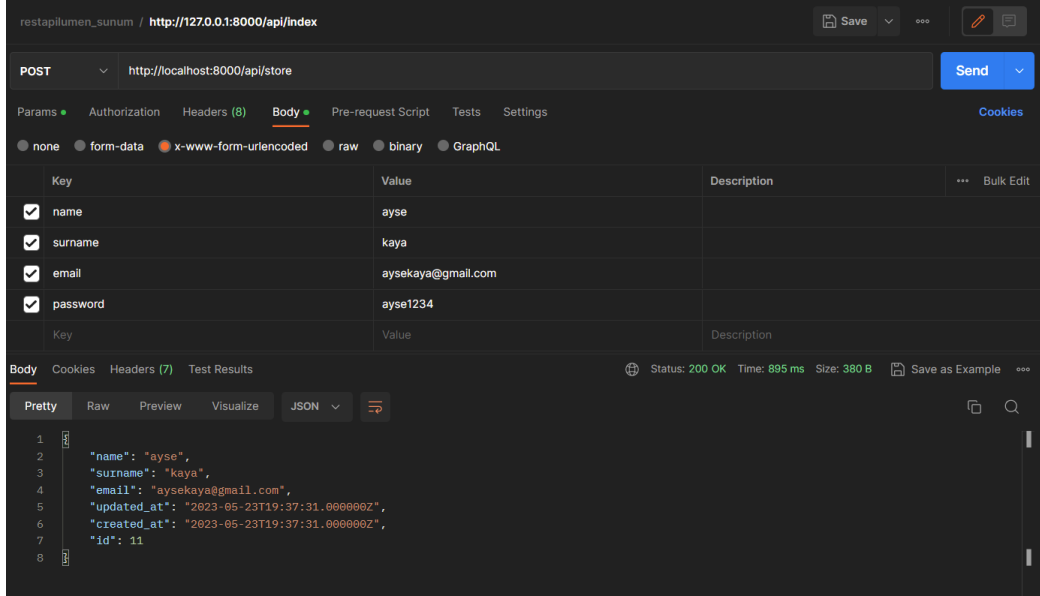 restapilumen_sunum / http://127.0.0.1:8000/api/index Save
POST http://localhost:8000/api/store Send
Params Authorization Headers (8) Body Pre-request Script Tests Settings Cookies
none form-data x-www-form-urlencoded raw binary GraphQL
Key Value Description Bulk Edit
name ayse
surname kaya
email aysekaya@gmail.com
password ayse1234
Key Value Description
Body Cookies Headers (7) Test Results Status: 200 OK Time: 895 ms Size: 380 B Save as Example
Pretty Raw Preview Visualize JSON
1 {
2 "name": "ayse",
3 "surname": "kaya",
4 "email": "aysekaya@gmail.com",
5 "updated_at": "2023-05-23T19:37:31.000000Z",
6 "created_at": "2023-05-23T19:37:31.000000Z",
7 "id": 11
8 }